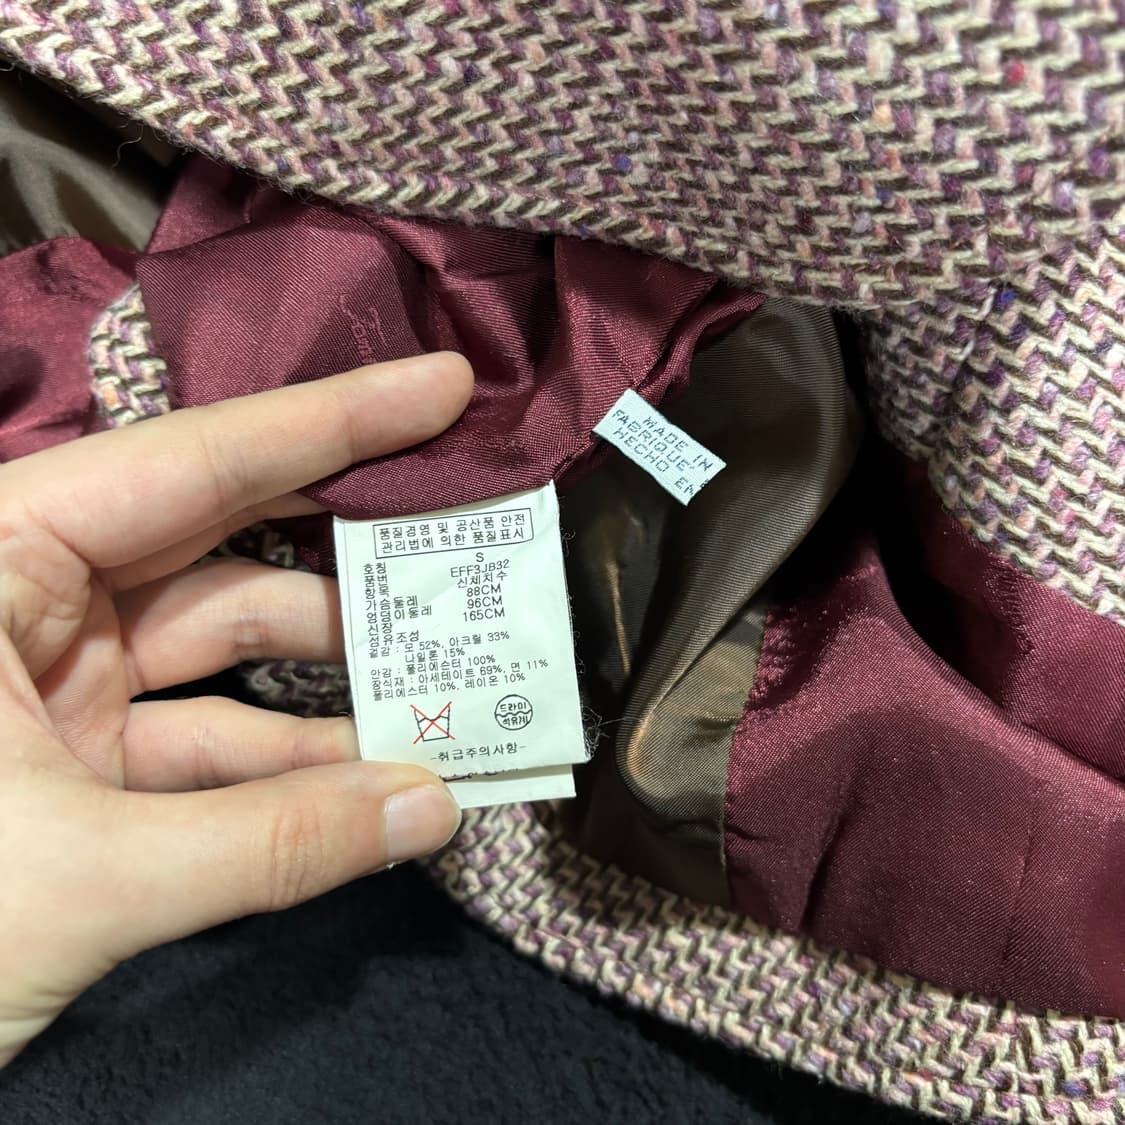 품질경영 및 공산품 안전
관리법에 의한 품질표시
호칭 S
품번 EFF3JB32
항목 신체치수
가슴둘레 88CM
엉덩이둘레 96CM
신장 165CM
섬유조성
겉감 : 모 52%, 아크릴 33%
나일론 15%
안감 : 폴리에스터 100%
장식재 : 아세테이트 69%, 면 11%
폴리에스터 10%, 레이온 10%
드라이
석유계
-취급주의사항-
MADE IN
FABRIQUE'
HECHO EN